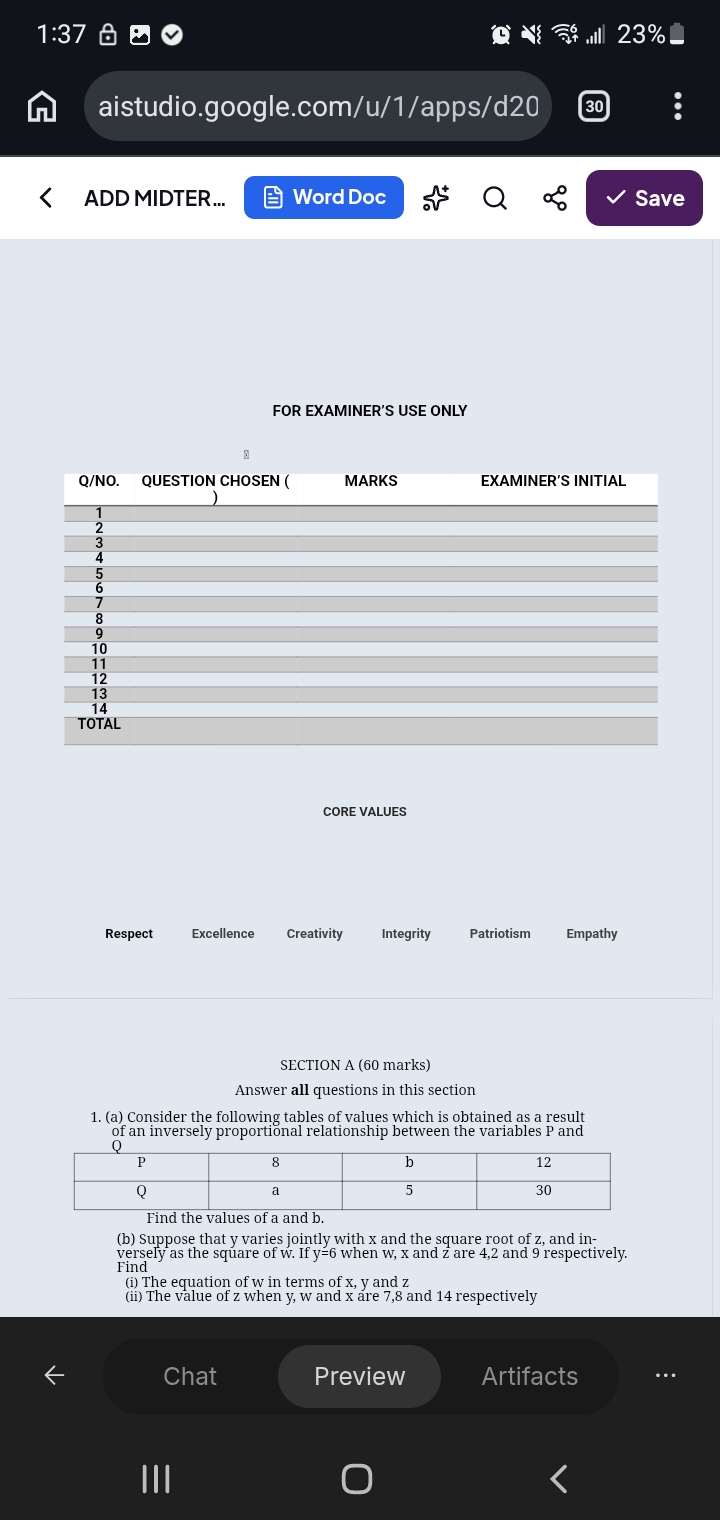 1:37 23%
aistudio.google.com/u/1/apps/d20 30
ADD MIDTER... Word Doc Save
FOR EXAMINER’S USE ONLY
Q/NO. QUESTION CHOSEN ( MARKS EXAMINER’S INITIAL
)
1
2
3
4
5
6
7
8
9
10
11
12
13
14
TOTAL
CORE VALUES
Respect Excellence Creativity Integrity Patriotism Empathy
SECTION A (60 marks)
Answer all questions in this section
1. (a) Consider the following tables of values which is obtained as a result
of an inversely proportional relationship between the variables P and
Q
P 8 b 12
Q a 5 30
Find the values of a and b.
(b) Suppose that y varies jointly with x and the square root of z, and in-
versely as the square of w. If y=6 when w, x and z are 4,2 and 9 respectively.
Find
(i) The equation of w in terms of x, y and z
(ii) The value of z when y, w and x are 7,8 and 14 respectively
Chat Preview Artifacts